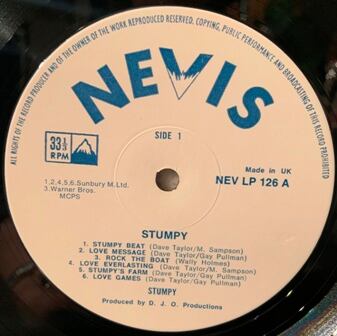 ALL RIGHTS OF THE RECORD PRODUCER AND OF THE OWNER OF THE WORK REPRODUCED RESERVED. COPYING, PUBLIC PERFORMANCE AND BROADCASTING OF THIS RECORD PROHIBITED
NEVIS
33⅓
RPM
SIDE 1
Made in UK
NEV LP 126 A
1,2,4,5,6. Sunbury M. Ltd.
3. Warner Bros.
MCPS
STUMPY
1. STUMPY BEAT (Dave Taylor/M. Sampson)
2. LOVE MESSAGE (Dave Taylor/Gay Pullman)
3. ROCK THE BOAT (Wally Holmes)
4. LOVE EVERLASTING (Dave Taylor/M. Sampson)
5. STUMPY'S FARM (Dave Taylor/Gay Pullman)
6. LOVE GAMES (Dave Taylor/Gay Pullman)
STUMPY
Produced by D. J. O. Productions